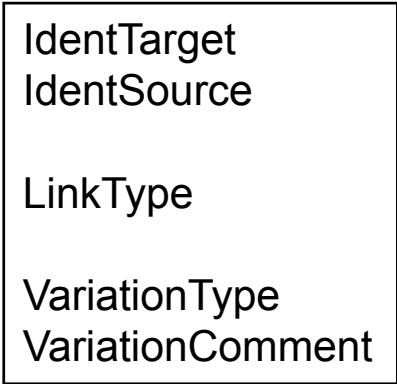 IdentTarget
IdentSource
LinkType
VariationType
VariationComment